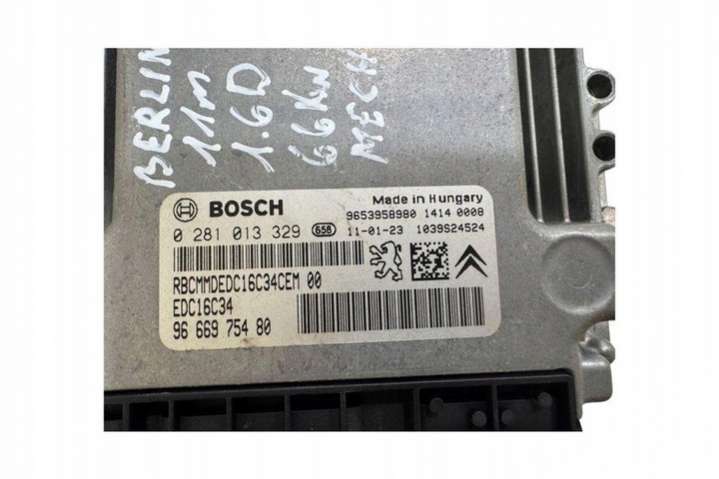 BERLIN
11m
1.6D
66KW
MECH
BOSCH
Made in Hungary
9653958980 1414 0008
0 281 013 329 658 11-01-23 1039S24524
RBCMMDEDC16C34CEM 00
EDC16C34
96 669 754 80